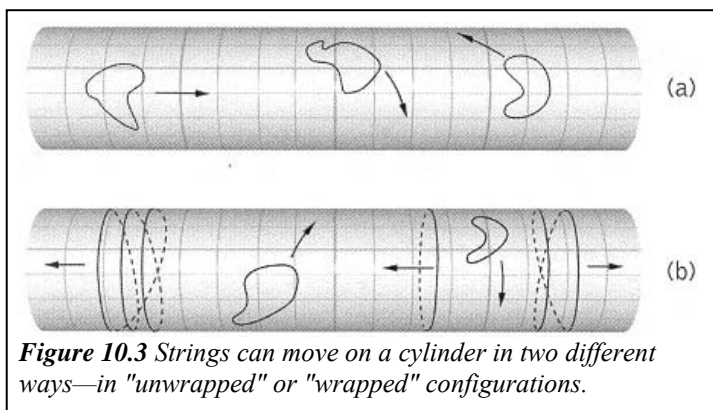 (a)
(b)
Figure 10.3 Strings can move on a cylinder in two different
ways—in "unwrapped" or "wrapped" configurations.